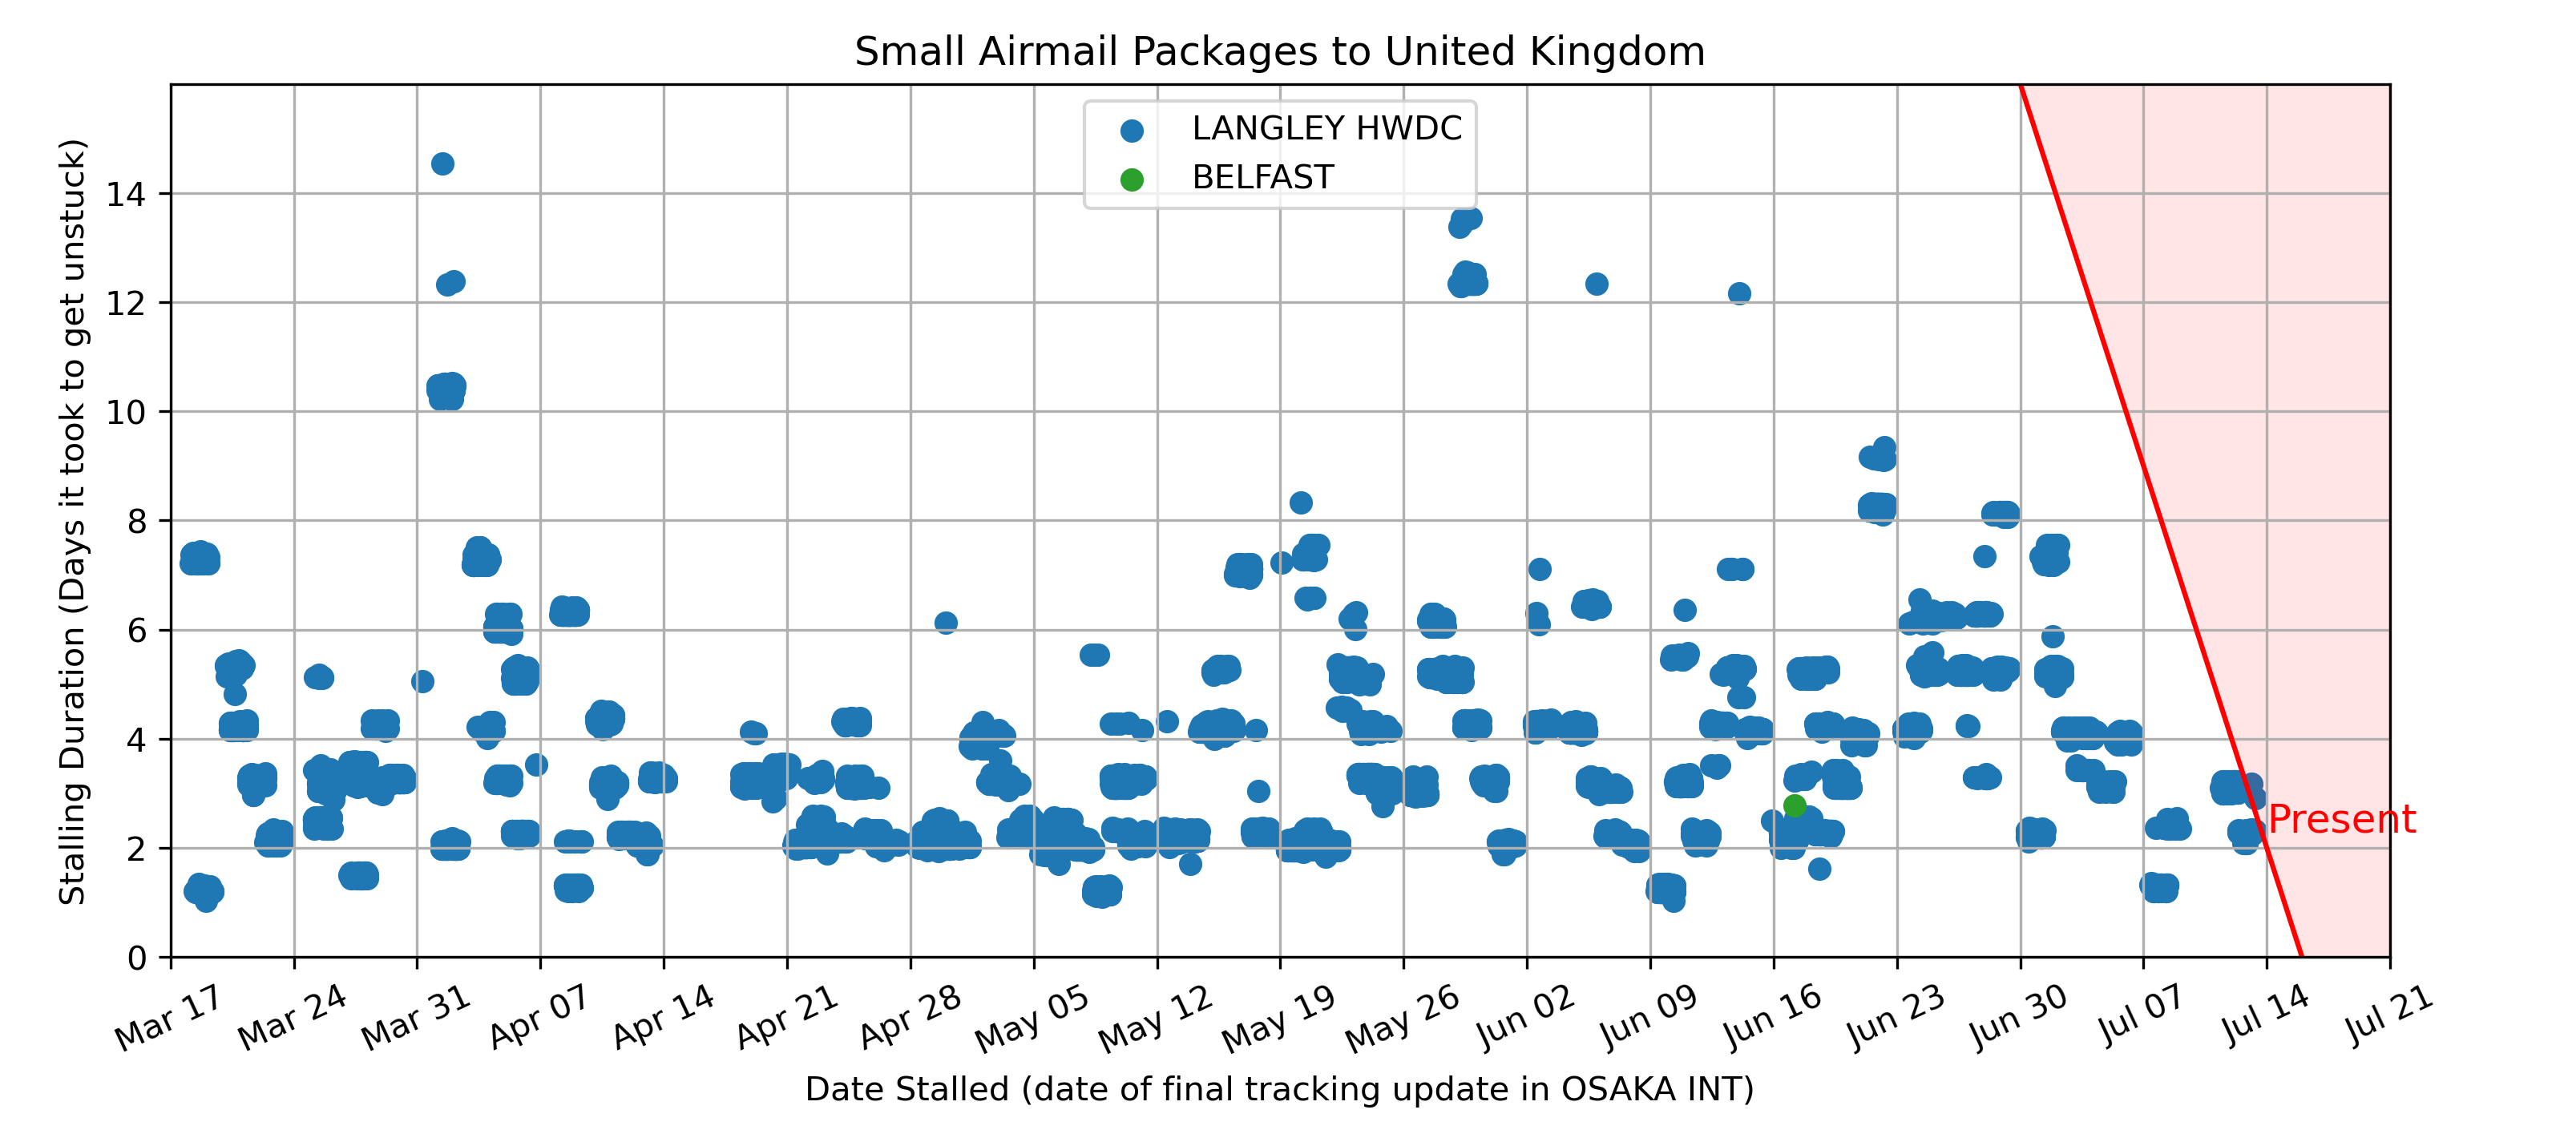 Small Airmail Packages to United Kingdom
LANGLEY HWDC
BELFAST
Stalling Duration (Days it took to get unstuck)
14
12
10
8
6
4
2
0
Present
Mar 17
Mar 24
Mar 31
Apr 07
Apr 14
Apr 21
Apr 28
May 05
May 12
May 19
May 26
Jun 02
Jun 09
Jun 16
Jun 23
Jun 30
Jul 07
Jul 14
Jul 21
Date Stalled (date of final tracking update in OSAKA INT)